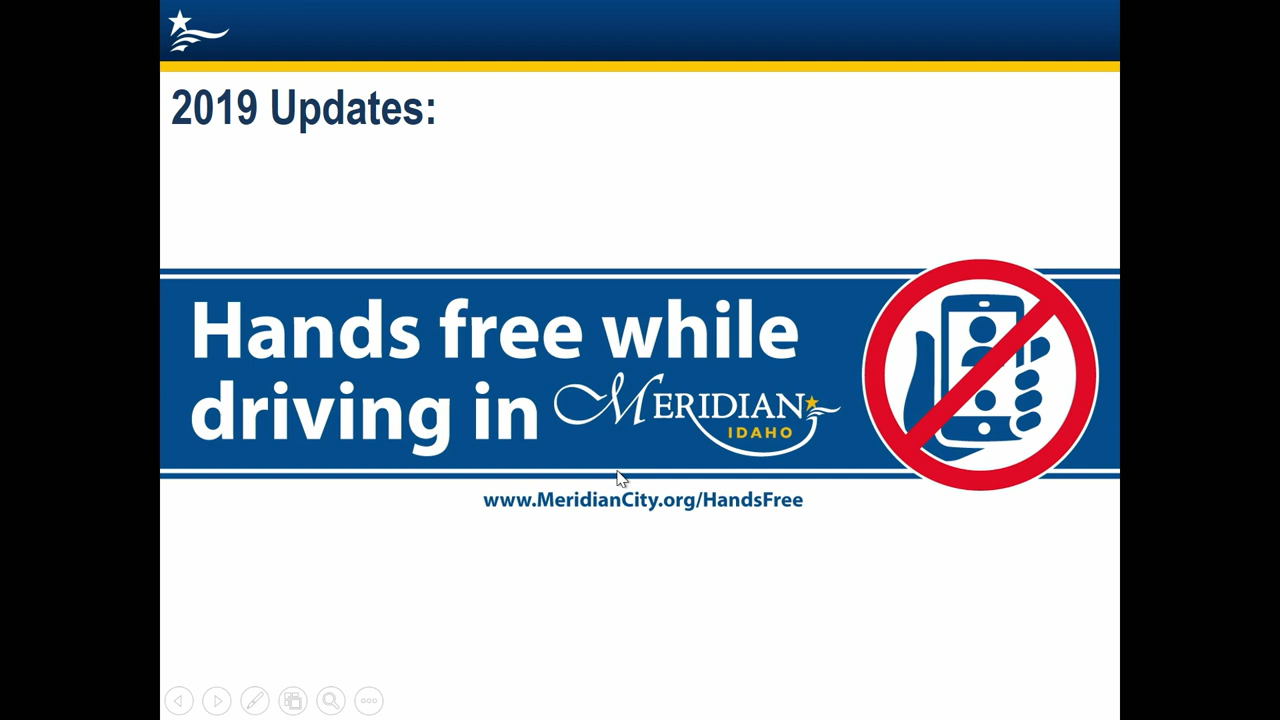 2019 Updates:
Hands free while
driving in MERIDIAN
IDAHO
www.MeridianCity.org/HandsFree